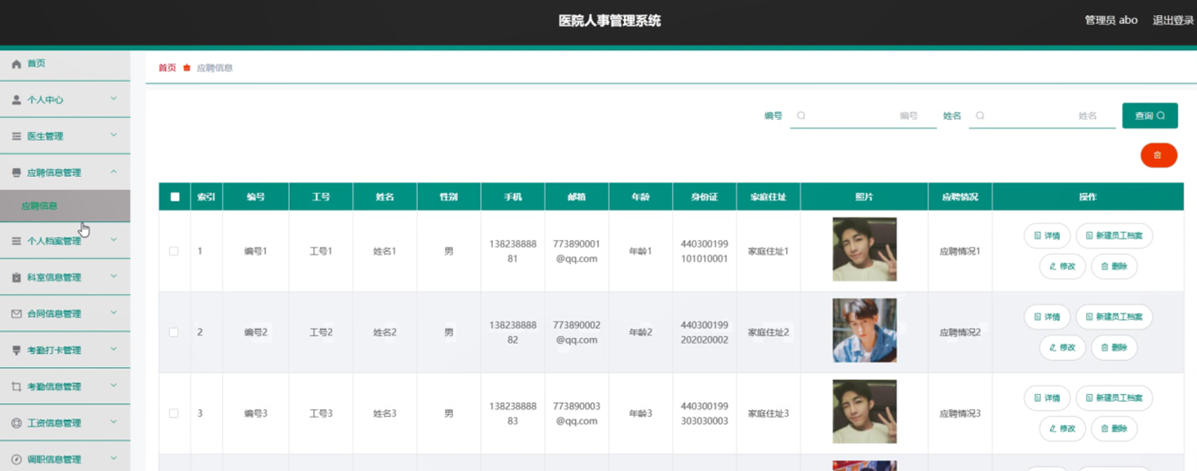 医院人事管理系统
管理员 abo 退出登录
首页
个人中心
医生管理
应聘信息管理
应聘信息
个人档案管理
科室信息管理
合同信息管理
考勤打卡管理
考勤信息管理
工资信息管理
调职信息管理
首页 应聘信息
编号 编号 姓名 姓名 查询
索引 编号 工号 姓名 性别 手机 邮箱 年龄 身份证 家庭住址 照片 应聘情况 操作
1 编号1 工号1 姓名1 男 13823888881 773890001@qq.com 年龄1 440300199101010001 家庭住址1 应聘情况1 详情 新建员工档案
修改 删除
2 编号2 工号2 姓名2 男 13823888882 773890002@qq.com 年龄2 440300199202020002 家庭住址2 应聘情况2 详情 新建员工档案
修改 删除
3 编号3 工号3 姓名3 男 13823888883 773890003@qq.com 年龄3 440300199303030003 家庭住址3 应聘情况3 详情 新建员工档案
修改 删除